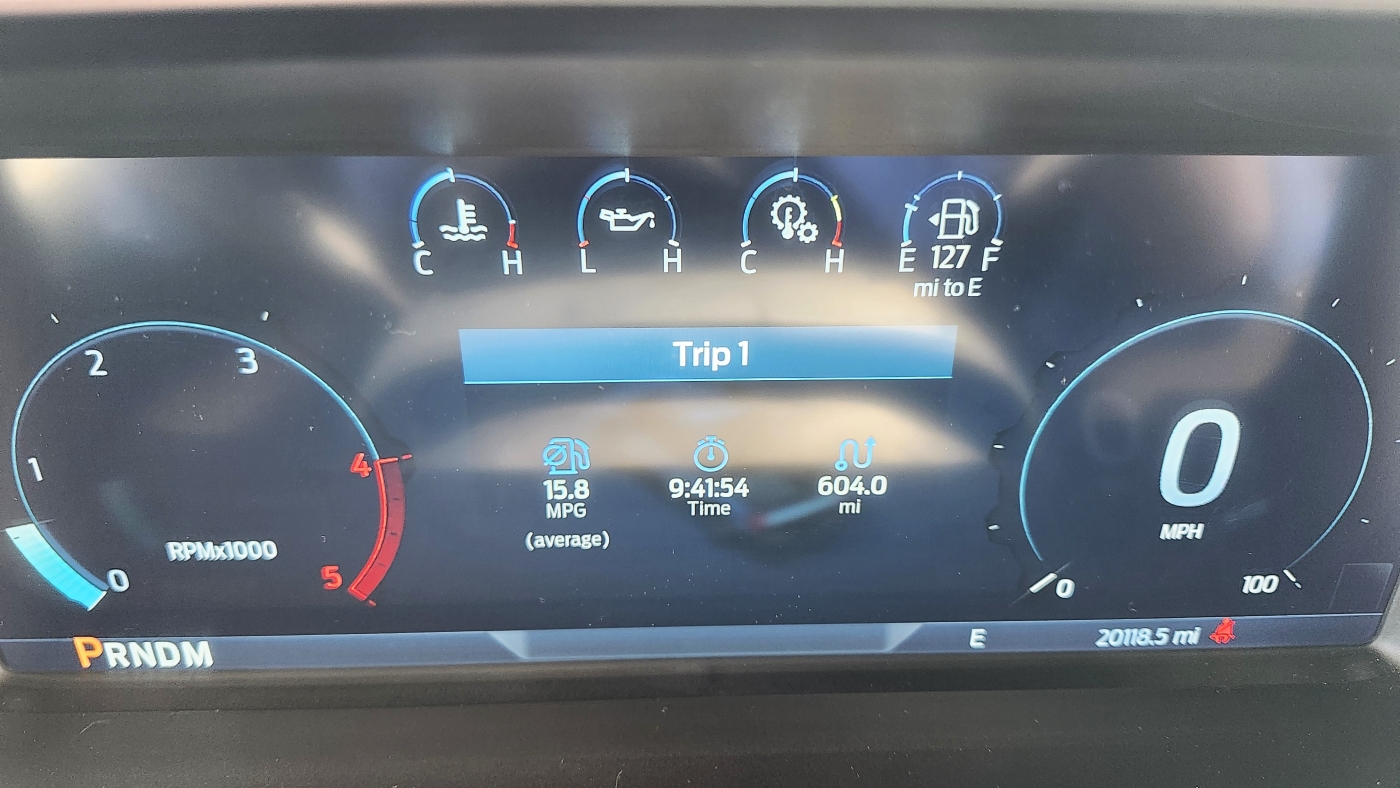 C H L H C H E 127 F
mi to E
Trip 1
2 3
1 4
0 5
RPMx1000
15.8 9:41:54 604.0
MPG Time mi
(average)
0
MPH
0 100
PRNDM E 20118.5 mi